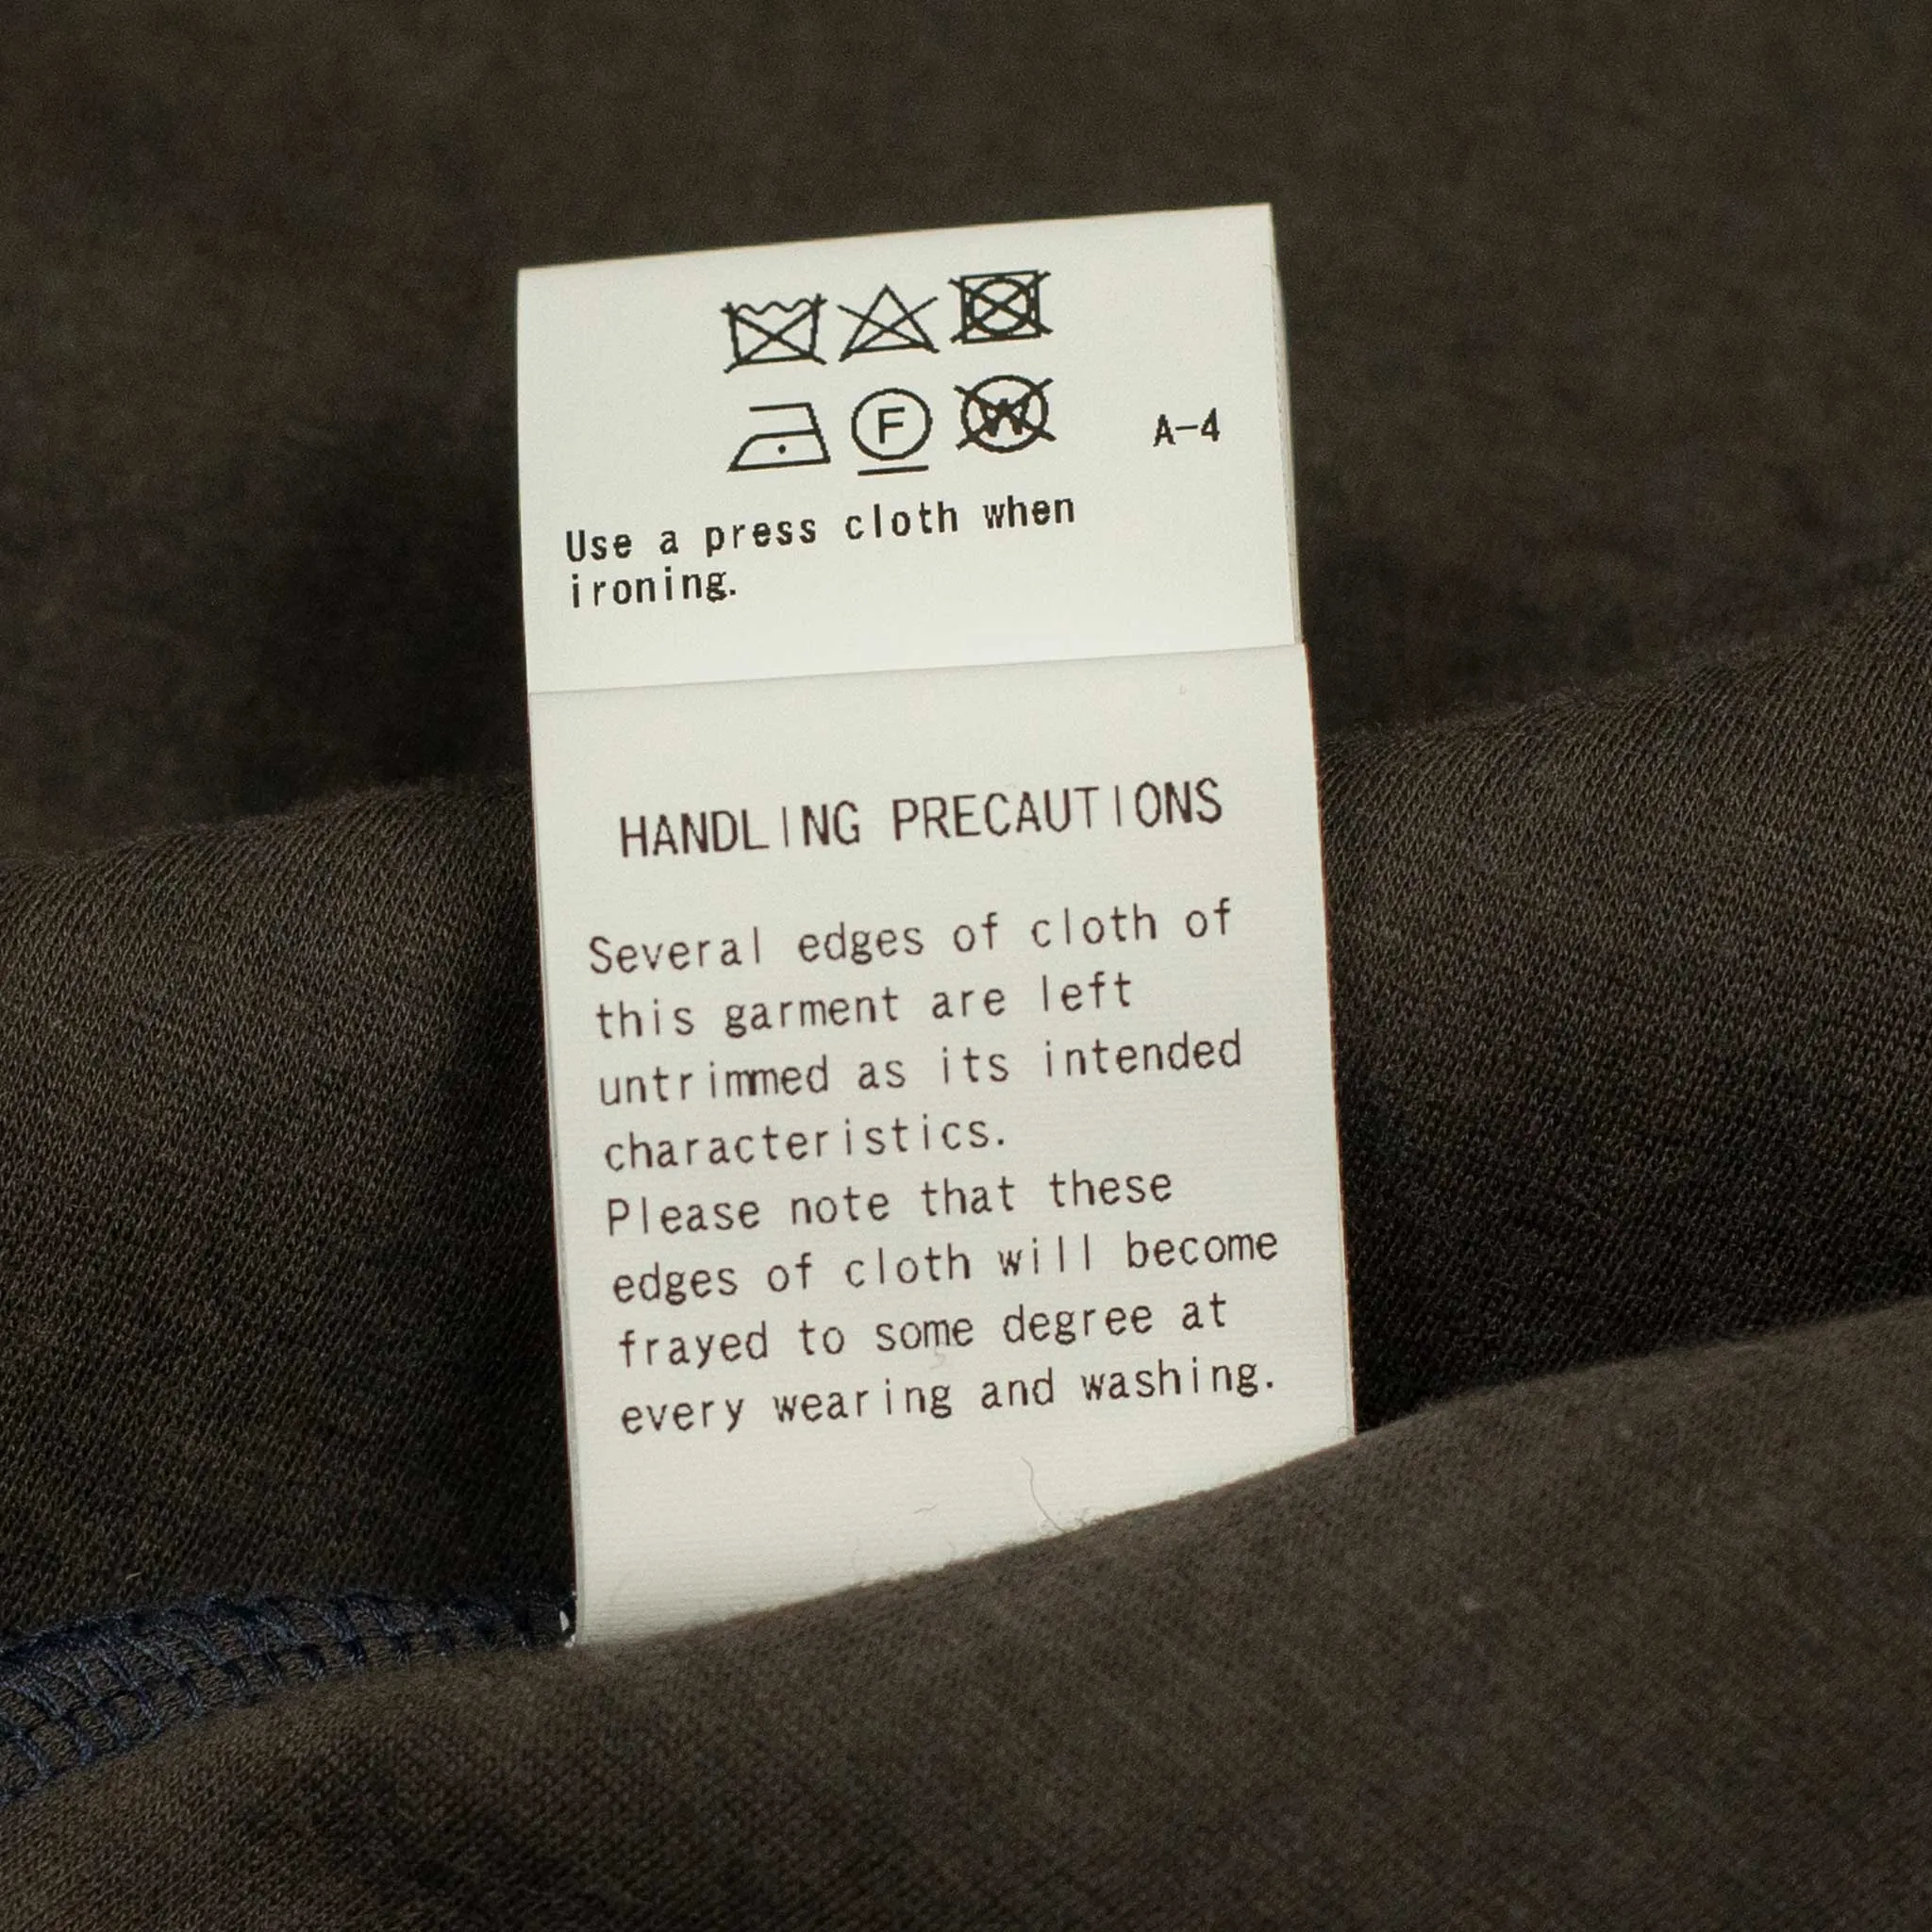 F W A-4
Use a press cloth when
ironing.
HANDLING PRECAUTIONS
Several edges of cloth of
this garment are left
untrimmed as its intended
characteristics.
Please note that these
edges of cloth will become
frayed to some degree at
every wearing and washing.